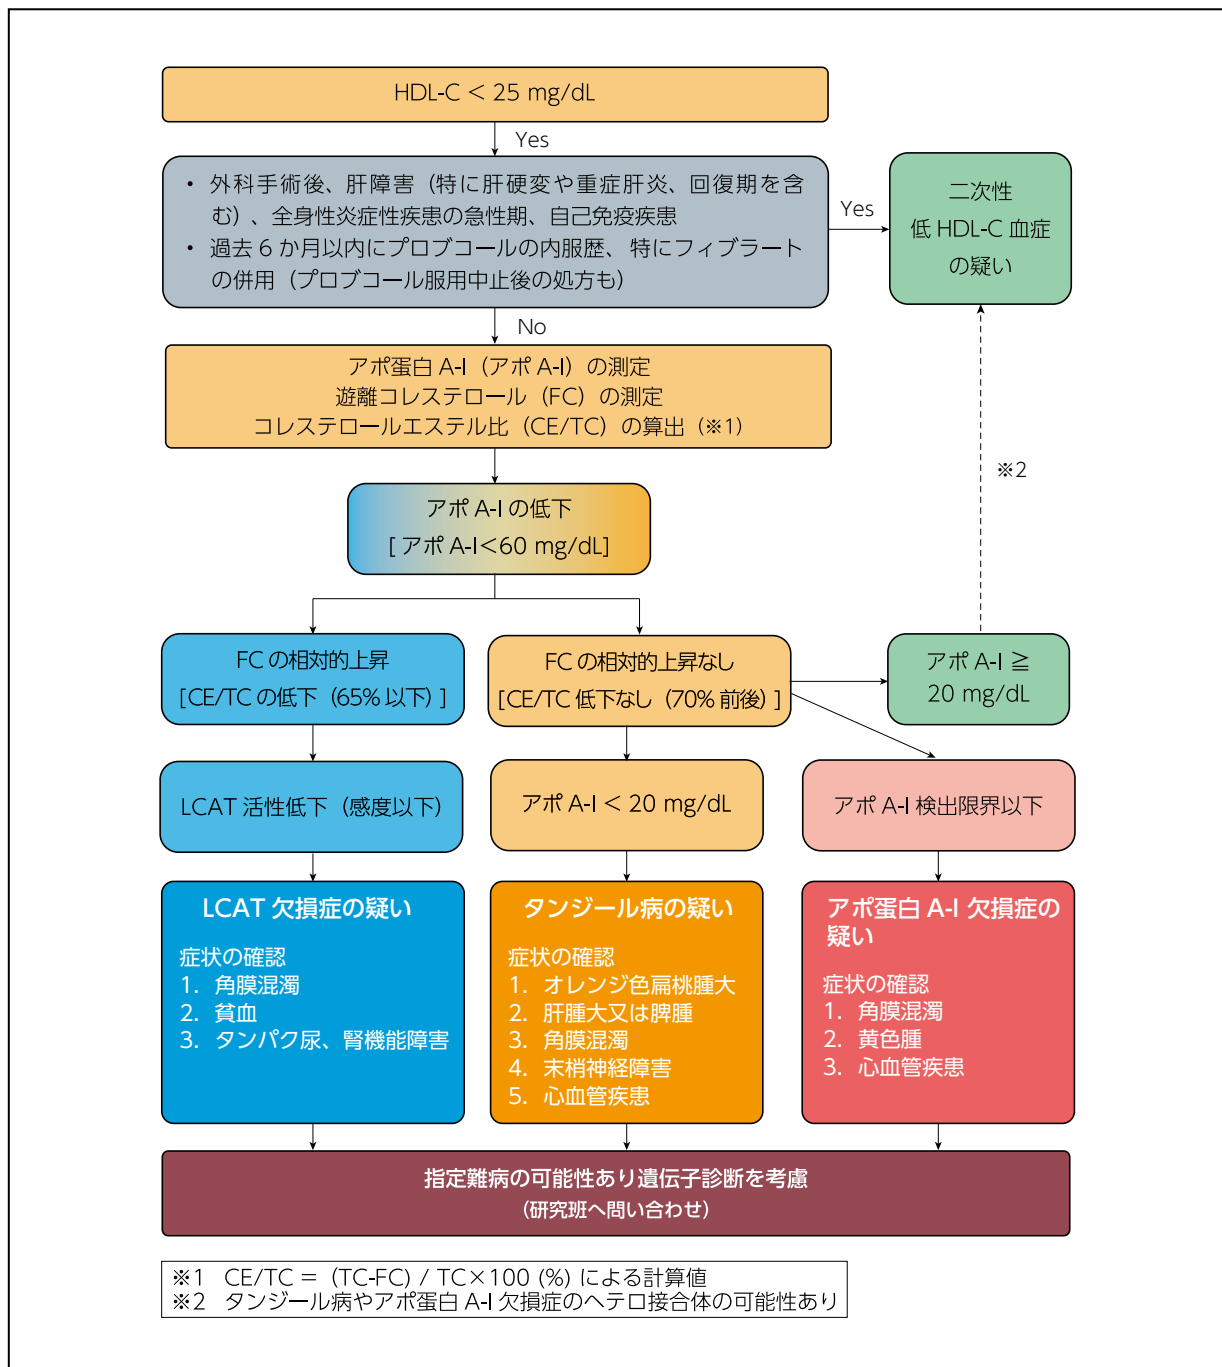 HDL-C < 25 mg/dL
Yes
・ 外科手術後、肝障害（特に肝硬変や重症肝炎、回復期を含
む）、全身性炎症性疾患の急性期、自己免疫疾患
・ 過去 6 か月以内にプロブコールの内服歴、特にフィブラート
の併用（プロブコール服用中止後の処方も）
Yes
二次性
低 HDL-C 血症
の疑い
No
アポ蛋白 A-I（アポ A-I）の測定
遊離コレステロール（FC）の測定
コレステロールエステル比（CE/TC）の算出（※1）
※2
アポ A-I の低下
[ アポ A-I＜60 mg/dL]
FC の相対的上昇
[CE/TC の低下（65% 以下）]
FC の相対的上昇なし
[CE/TC 低下なし（70% 前後）]
アポ A-I ≧
20 mg/dL
LCAT 活性低下（感度以下）
アポ A-I < 20 mg/dL
アポ A-I 検出限界以下
LCAT 欠損症の疑い
症状の確認
1. 角膜混濁
2. 貧血
3. タンパク尿、腎機能障害
タンジール病の疑い
症状の確認
1. オレンジ色扁桃腫大
2. 肝腫大又は脾腫
3. 角膜混濁
4. 末梢神経障害
5. 心血管疾患
アポ蛋白 A-I 欠損症の
疑い
症状の確認
1. 角膜混濁
2. 黄色腫
3. 心血管疾患
指定難病の可能性あり遺伝子診断を考慮
（研究班へ問い合わせ）
※1 CE/TC = (TC-FC) / TC×100 (%) による計算値
※2 タンジール病やアポ蛋白 A-I 欠損症のヘテロ接合体の可能性あり